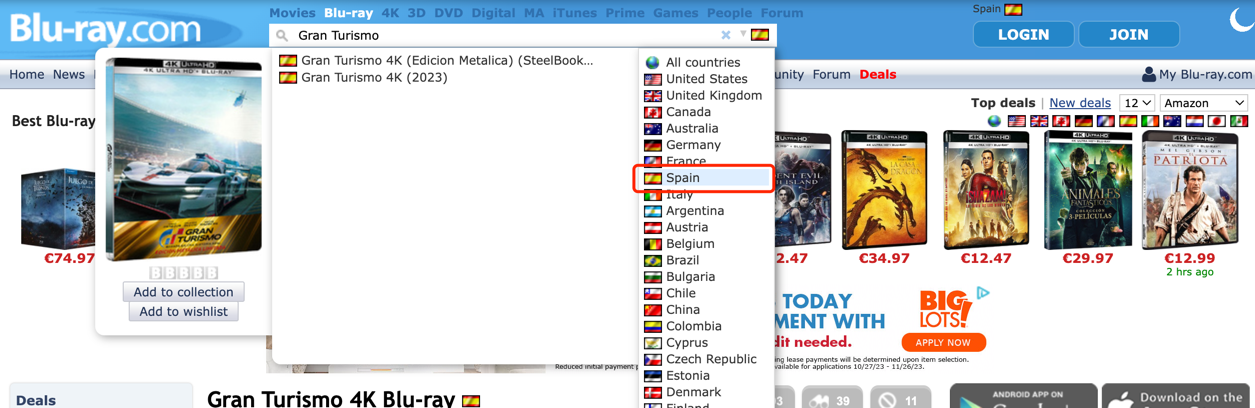 Blu-ray.com
Movies Blu-ray 4K 3D DVD Digital MA iTunes Prime Games People Forum
Gran Turismo
Spain
LOGIN JOIN
Home News
unity Forum Deals
My Blu-ray.com
4K ULTRA HD + BLU-RAY
GRAN TURISMO
BBBBB
Add to collection
Add to wishlist
Gran Turismo 4K (Edicion Metalica) (SteelBook...
Gran Turismo 4K (2023)
All countries
United States
United Kingdom
Canada
Australia
Germany
France
Spain
Italy
Argentina
Austria
Belgium
Brazil
Bulgaria
Chile
China
Colombia
Cyprus
Czech Republic
Estonia
Denmark
Finland
Top deals | New deals 12 Amazon
Best Blu-ray
MEL GIBSON
PATRIOTA
ANIMALES
FANTÁSTICOS
3-PELÍCULAS
€74.97
2.47
€34.97
€12.47
€29.97
€12.99
2 hrs ago
TODAY
MENT WITH
dit needed.
BIG LOTS!
APPLY NOW
Reduced initial payment
ing lease payments will be determined upon item selection.
vailable for applications 10/27/23 - 11/26/23.
Deals
Gran Turismo 4K Blu-ray
39
11
ANDROID APP ON
Download on the